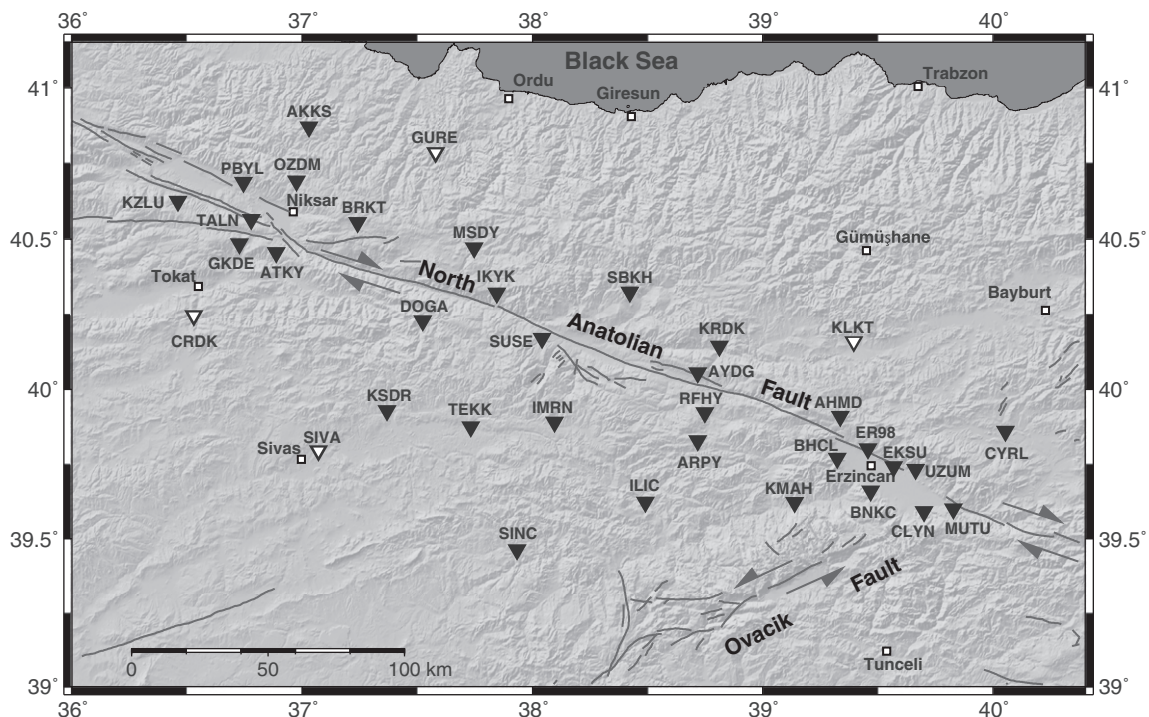 36° 37° 38° 39° 40°
Black Sea
Trabzon
Ordu
Giresun
41° 41°
AKKS
GURE
OZDM
PBYL
KZLU
Niksar
BRKT
TALN
MSDY
Gümüşhane
40.5° 40.5°
GKDE
ATKY
Tokat
North
IKYK
SBKH
Bayburt
DOGA
CRDK
SUSE
Anatolian
KRDK
KLKT
AYDG
40° 40°
KSDR
TEKK
IMRN
RFHY
Fault
AHMD
Sivas
SIVA
ER98
BHCL
EKSU
CYRL
ARPY
UZUM
Erzincan
ILIC
KMAH
BNKC
CLYN
MUTU
SINC
39.5° 39.5°
Fault
Ovacik
Tunceli
0 50 100 km
39° 39°
36° 37° 38° 39° 40°